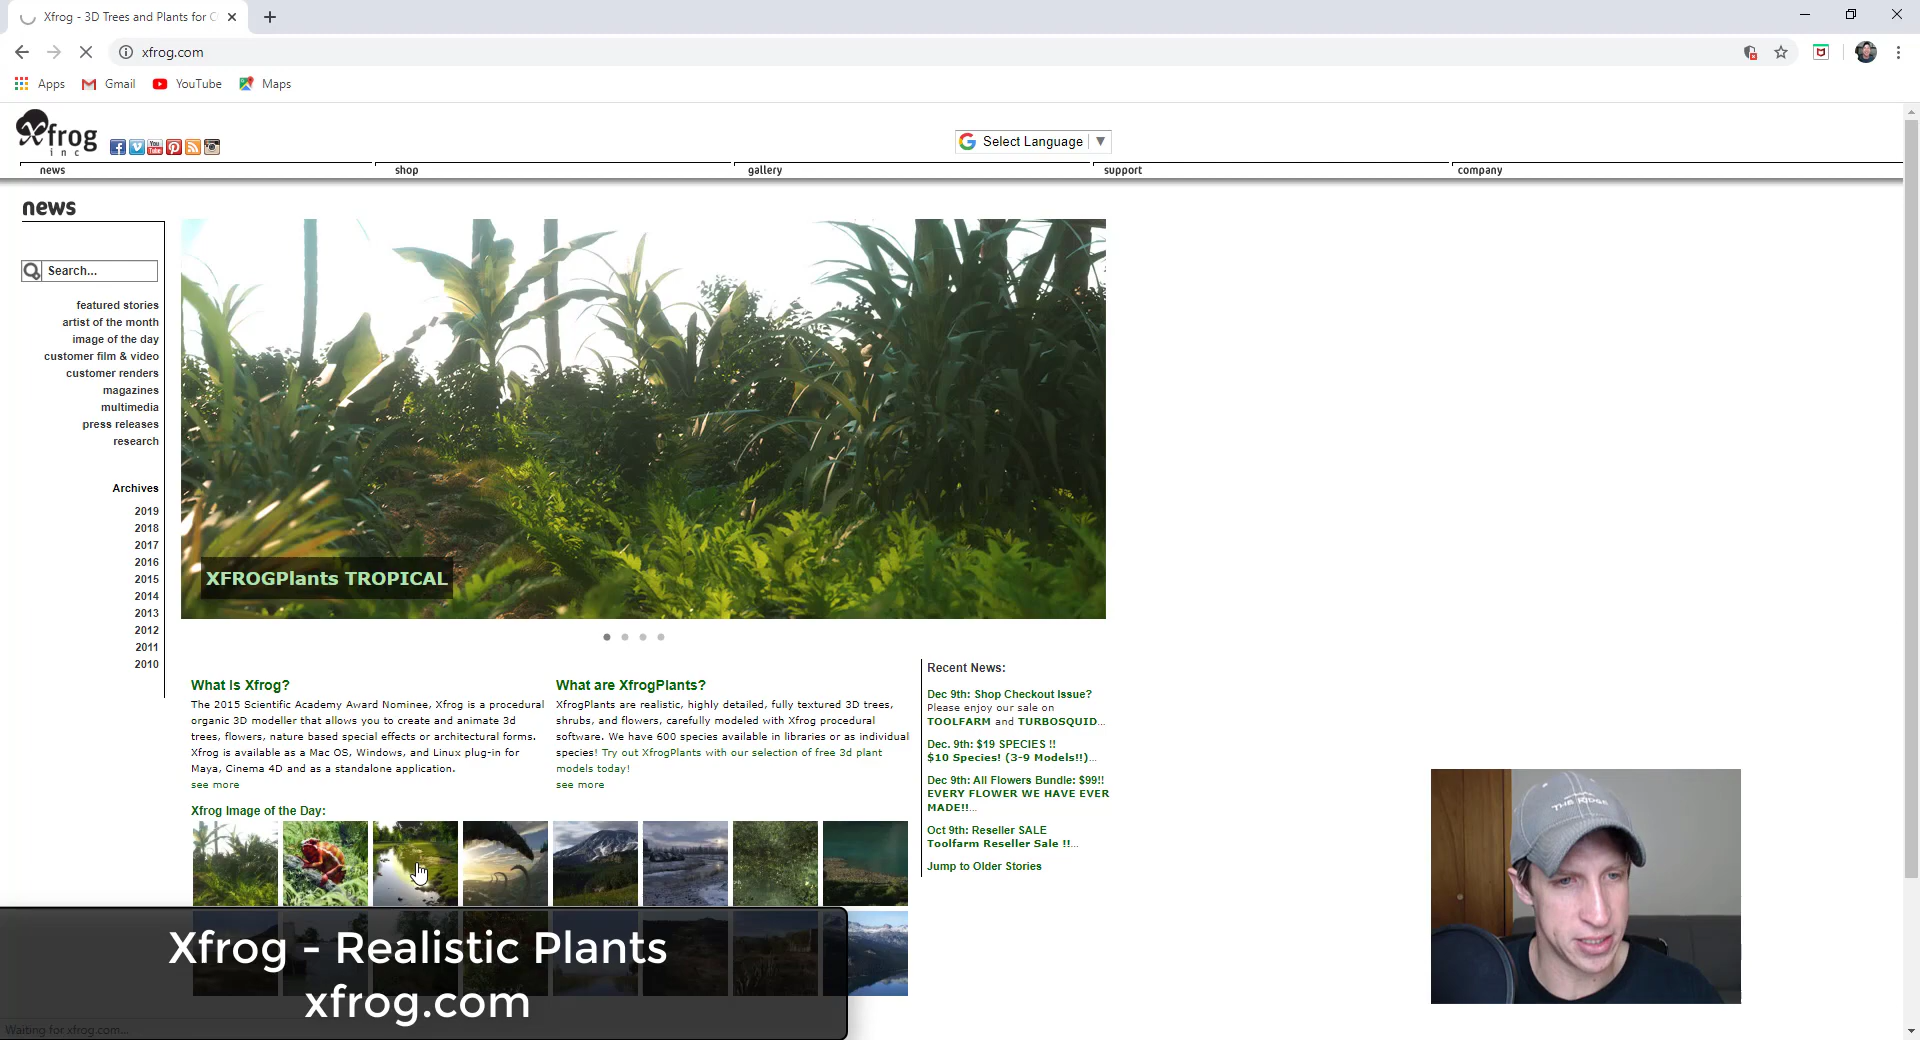 Xfrog - 3D Trees and Plants for C
xfrog.com
Apps
Gmail
YouTube
Maps
xfrog
inc
Select Language
news
shop
gallery
support
company
news
Search...
featured stories
artist of the month
image of the day
customer film & video
customer renders
magazines
multimedia
press releases
research
Archives
2019
2018
2017
2016
2015
2014
2013
2012
2011
2010
XFROGPlants TROPICAL
What Is Xfrog?
The 2015 Scientific Academy Award Nominee, Xfrog is a procedural
organic 3D modeller that allows you to create and animate 3d
trees, flowers, nature based special effects or architectural forms.
Xfrog is available as a Mac OS, Windows, and Linux plug-in for
Maya, Cinema 4D and as a standalone application.
see more
What are XfrogPlants?
XfrogPlants are realistic, highly detailed, fully textured 3D trees,
shrubs, and flowers, carefully modeled with Xfrog procedural
software. We have 600 species available in libraries or as individual
species! Try out XfrogPlants with our selection of free 3d plant
models today!
see more
Recent News:
Dec 9th: Shop Checkout Issue?
Please enjoy our sale on
TOOLFARM and TURBOSQUID...
Dec. 9th: $19 SPECIES !!
$10 Species! (3-9 Models!!)...
Dec 9th: All Flowers Bundle: $99!!
EVERY FLOWER WE HAVE EVER
MADE!!...
Oct 9th: Reseller SALE
Toolfarm Reseller Sale !!...
Jump to Older Stories
Xfrog Image of the Day:
Xfrog - Realistic Plants
xfrog.com
Waiting for xfrog.com...